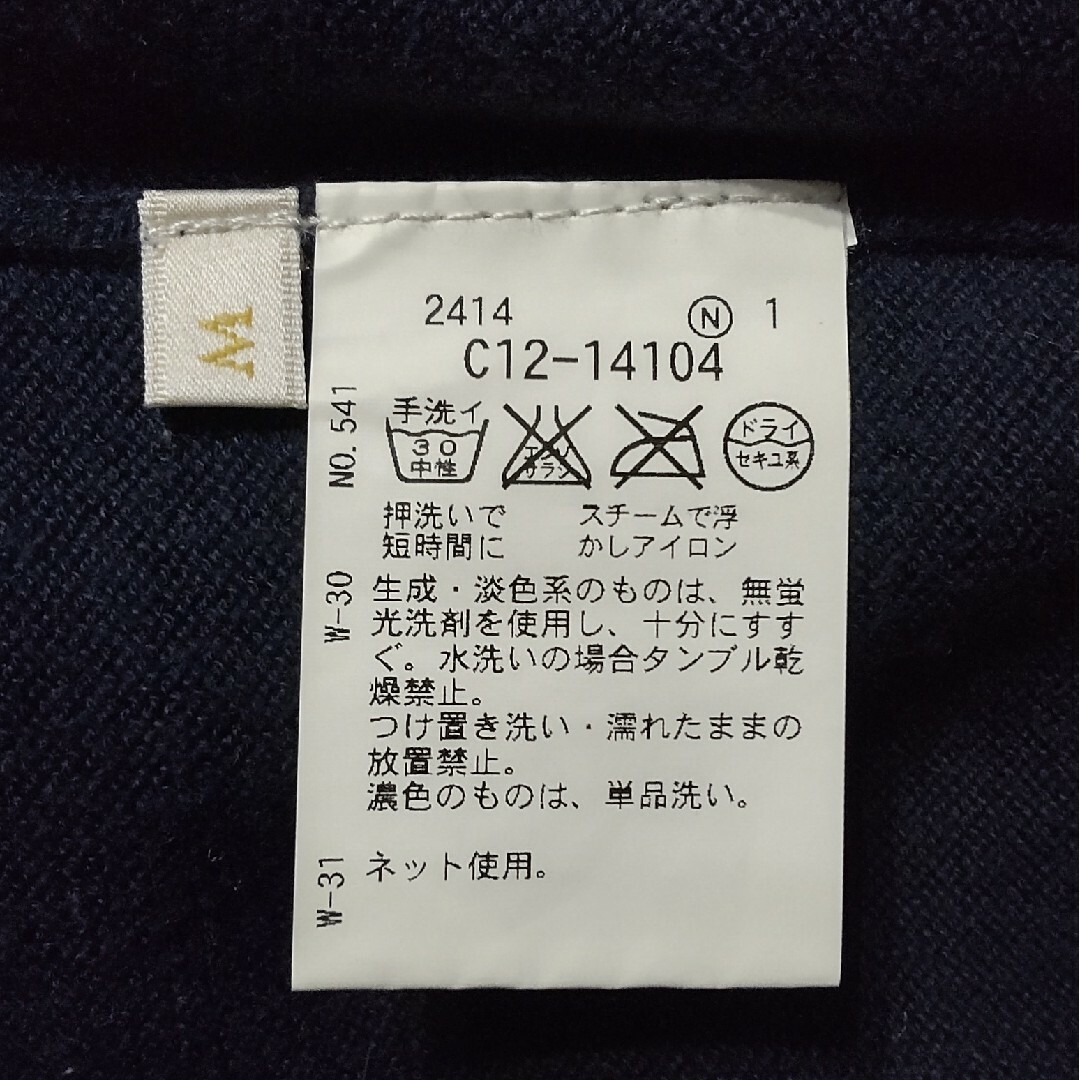 M
2414 Ⓝ 1
C12-14104
NO. 541
手洗イ
30
中性
エンソ
サラシ
ドライ
セキユ系
押洗いで
短時間に
スチームで浮
かしアイロン
W-30
生成・淡色系のものは、無蛍
光洗剤を使用し、十分にすす
ぐ。水洗いの場合タンブル乾
燥禁止。
つけ置き洗い・濡れたままの
放置禁止。
濃色のものは、単品洗い。
W-31
ネット使用。